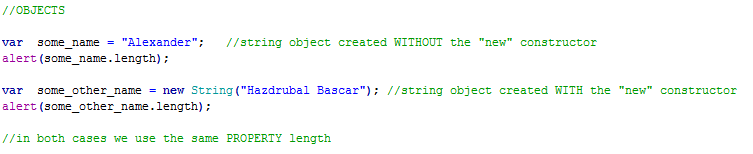 //OBJECTS
var  some_name = "Alexander";   //string object created WITHOUT the "new" constructor
alert(some_name.length);
var  some_other_name = new String("Hazdrubal Bascar"); //string object created WITH the "new" constructor
alert(some_other_name.length);
//in both cases we use the same PROPERTY length